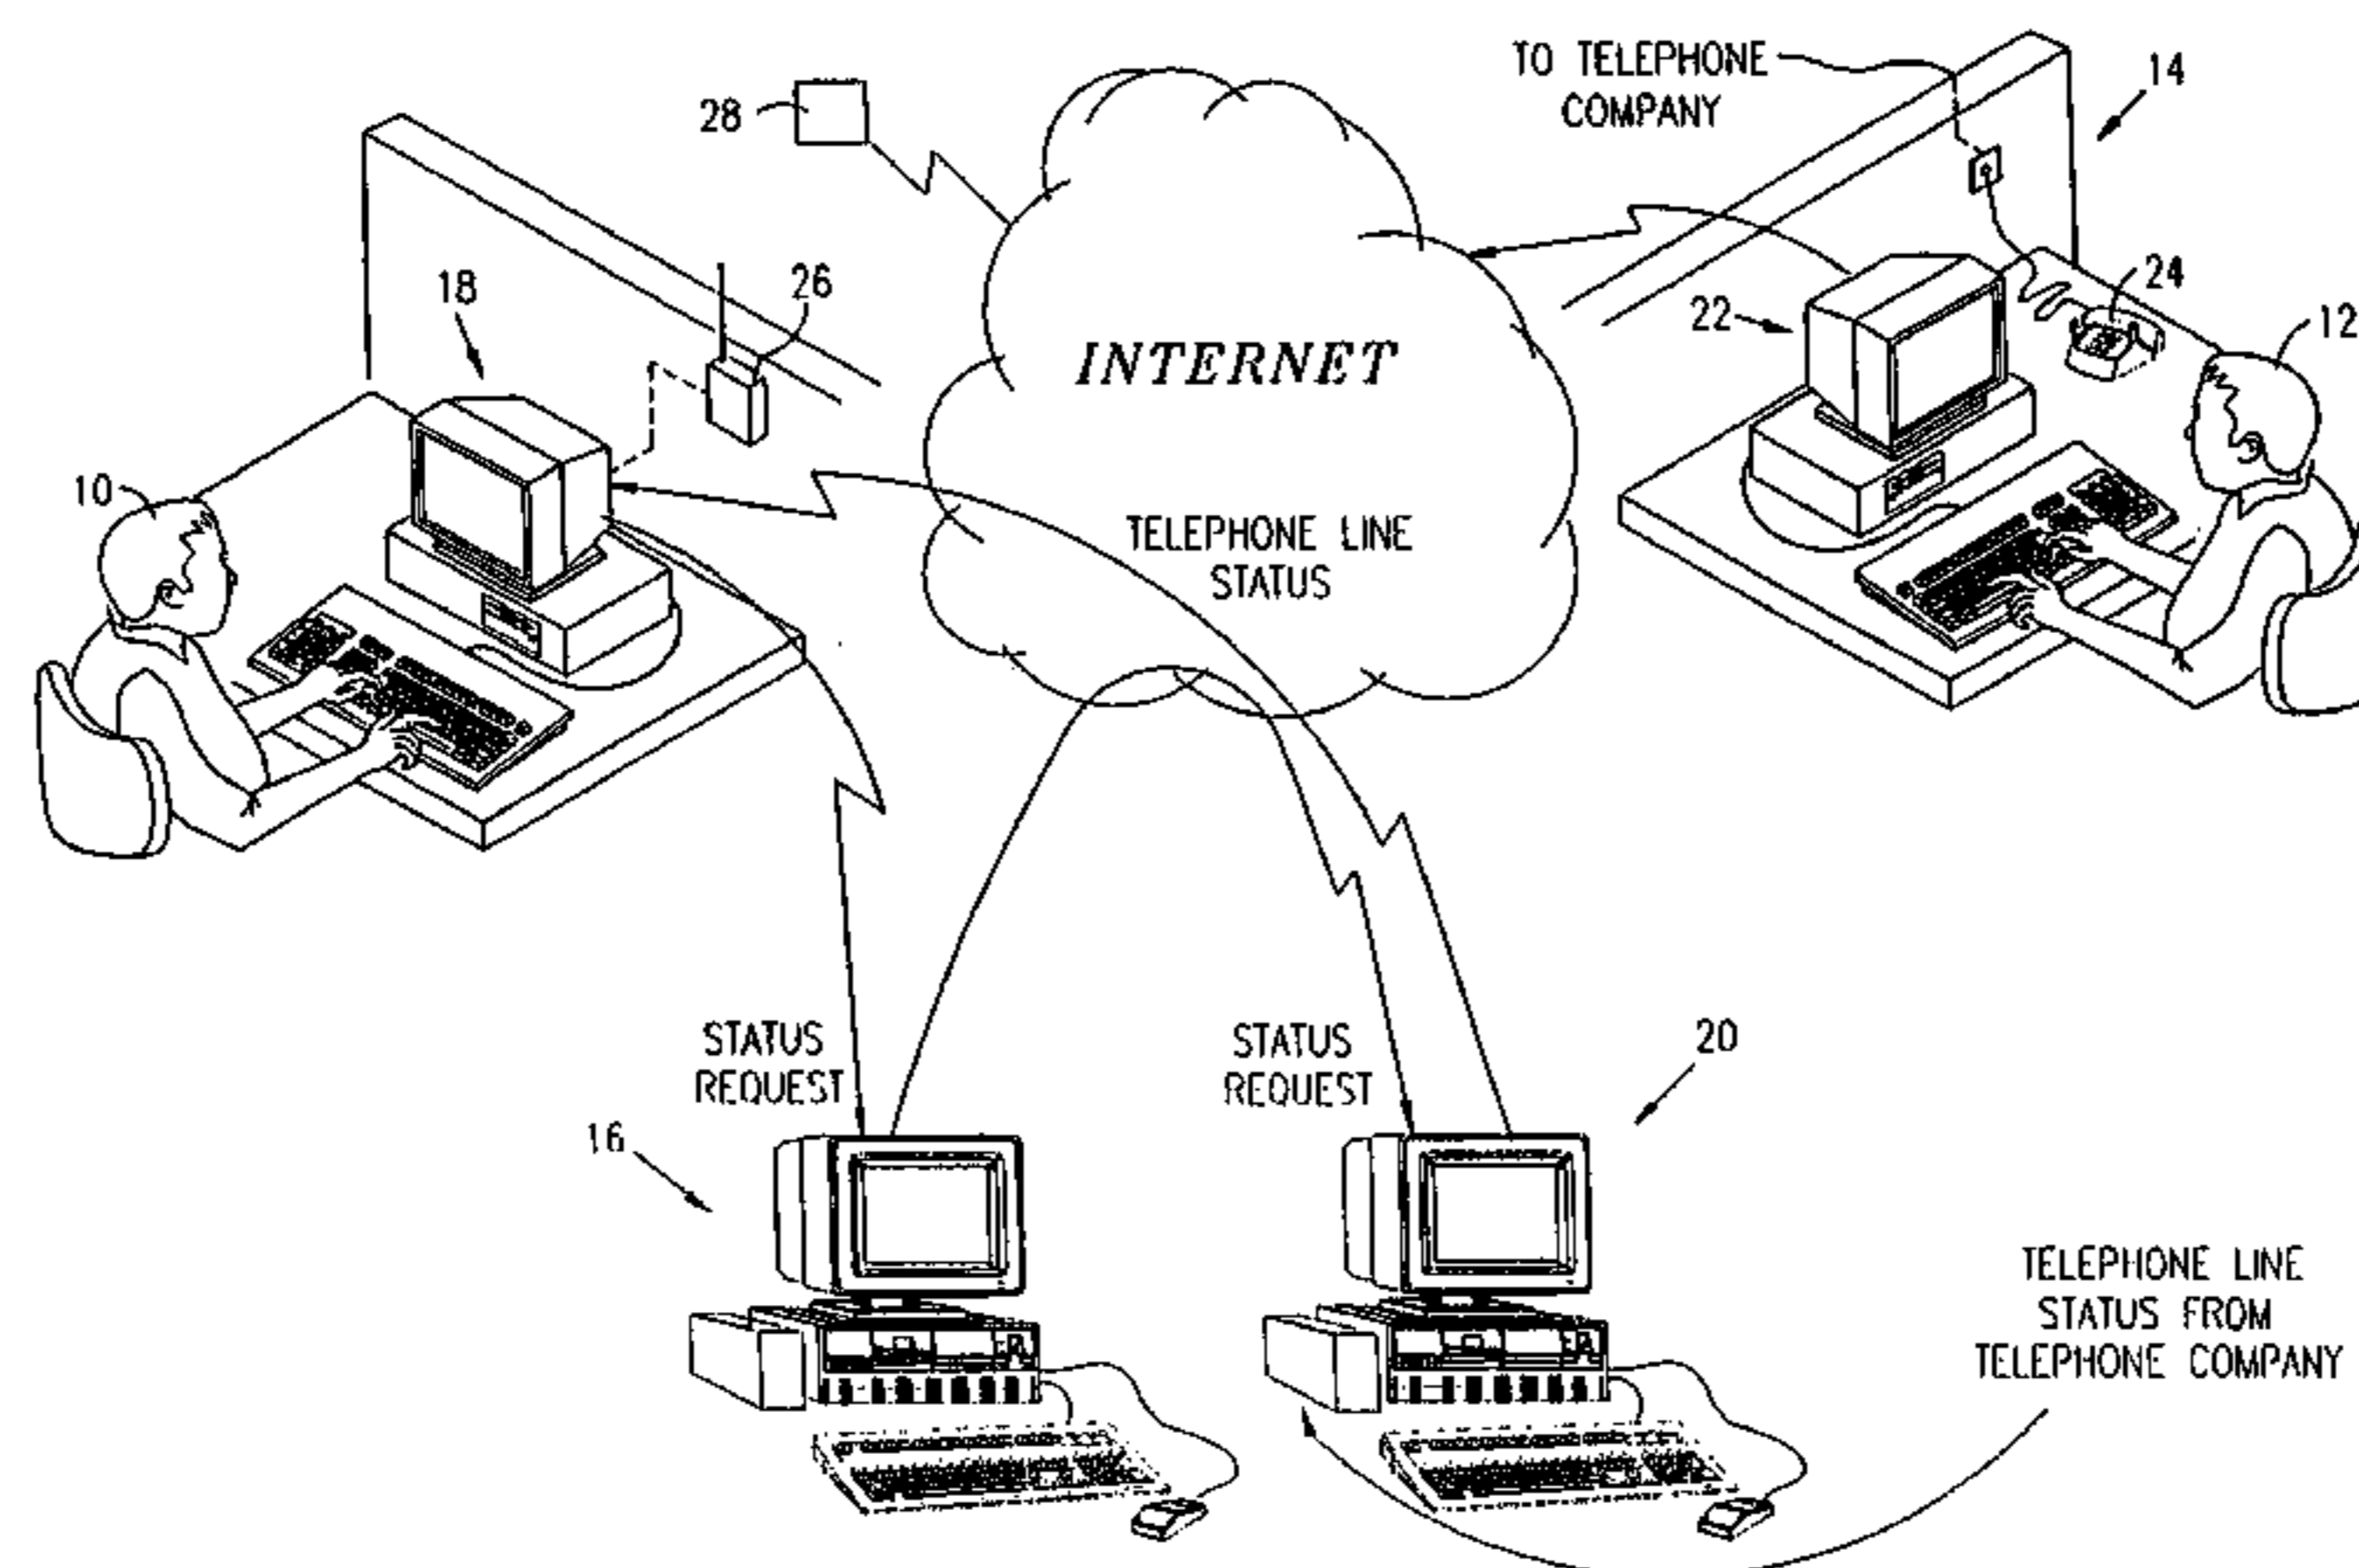 TO TELEPHONE
COMPANY
14
28
18
26
22
24
12
INTERNET
10
TELEPHONE LINE
STATUS
STATUS
REQUEST
STATUS
REQUEST
20
16
TELEPHONE LINE
STATUS FROM
TELEPHONE COMPANY